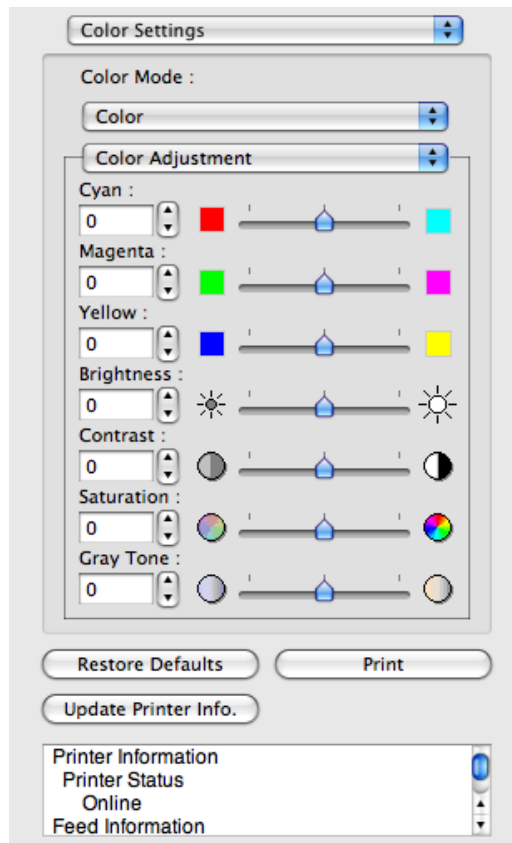 Color Settings
Color Mode :
Color
Color Adjustment
Cyan :
0
Magenta :
0
Yellow :
0
Brightness :
0
Contrast :
0
Saturation :
0
Gray Tone :
0
Restore Defaults
Print
Update Printer Info.
Printer Information
Printer Status
Online
Feed Information